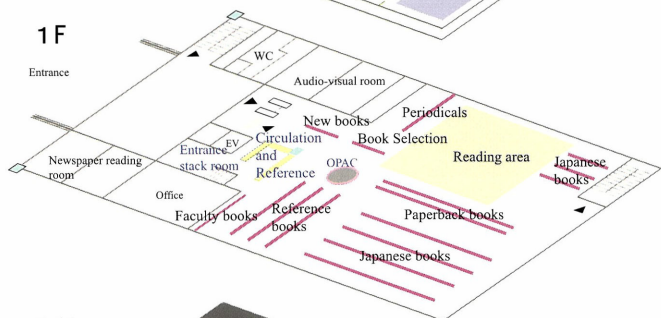 1F
WC
Entrance
Audio-visual room
Periodicals
New books
Book Selection
EV
Circulation
and
Reference
Entrance
stack room
Newspaper reading
room
OPAC
Reading area
Japanese
books
Office
Faculty books
Reference
books
Paperback books
Japanese books